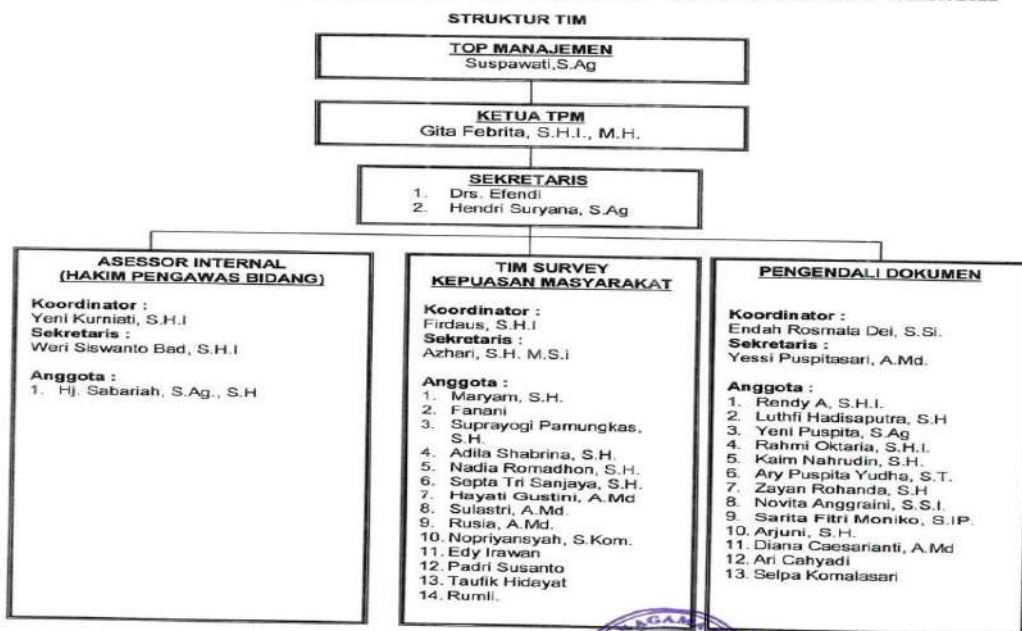 STRUKTUR TIM
TOP MANAJEMEN
Suspawati,S.Ag
KETUA TPM
Gita Febrita, S.H.I., M.H.
SEKRETARIS
1. Drs. Efendi
2. Hendri Suryana, S.Ag
ASESSOR INTERNAL
(HAKIM PENGAWAS BIDANG)
Koordinator :
Yeni Kurniati, S.H.I
Sekretaris :
Weri Siswanto Bad, S.H.I
Anggota :
1. Hj. Sabariah, S.Ag., S.H
TIM SURVEY
KEPUASAN MASYARAKAT
Koordinator :
Firdaus, S.H.I
Sekretaris :
Azhari, S.H. M.S.i
Anggota :
1. Maryam, S.H.
2. Fanani
3. Suprayogi Pamungkas,
S.H.
4. Adila Shabrina, S.H.
5. Nadia Romadhon, S.H.
6. Septa Tri Sanjaya, S.H.
7. Hayati Gustini, A.Md
8. Sulastri, A.Md.
9. Rusia, A.Md.
10. Nopriyansyah, S.Kom.
11. Edy Irawan
12. Padri Susanto
13. Taufik Hidayat
14. Rumli.
PENGENDALI DOKUMEN
Koordinator :
Endah Rosmala Dei, S.Si.
Sekretaris :
Yessi Puspitasari, A.Md.
Anggota :
1. Rendy A, S.H.I.
2. Luthfi Hadisaputra, S.H
3. Yeni Puspita, S.Ag
4. Rahmi Oktaria, S.H.I.
5. Kaim Nahrudin, S.H.
6. Ary Puspita Yudha, S.T.
7. Zayan Rohanda, S.H
8. Novita Anggraini, S.S.I.
9. Sarita Fitri Moniko, S.IP.
10. Arjuni, S.H.
11. Diana Caesarianti, A.Md
12. Ari Cahyadi
13. Selpa Komalasari